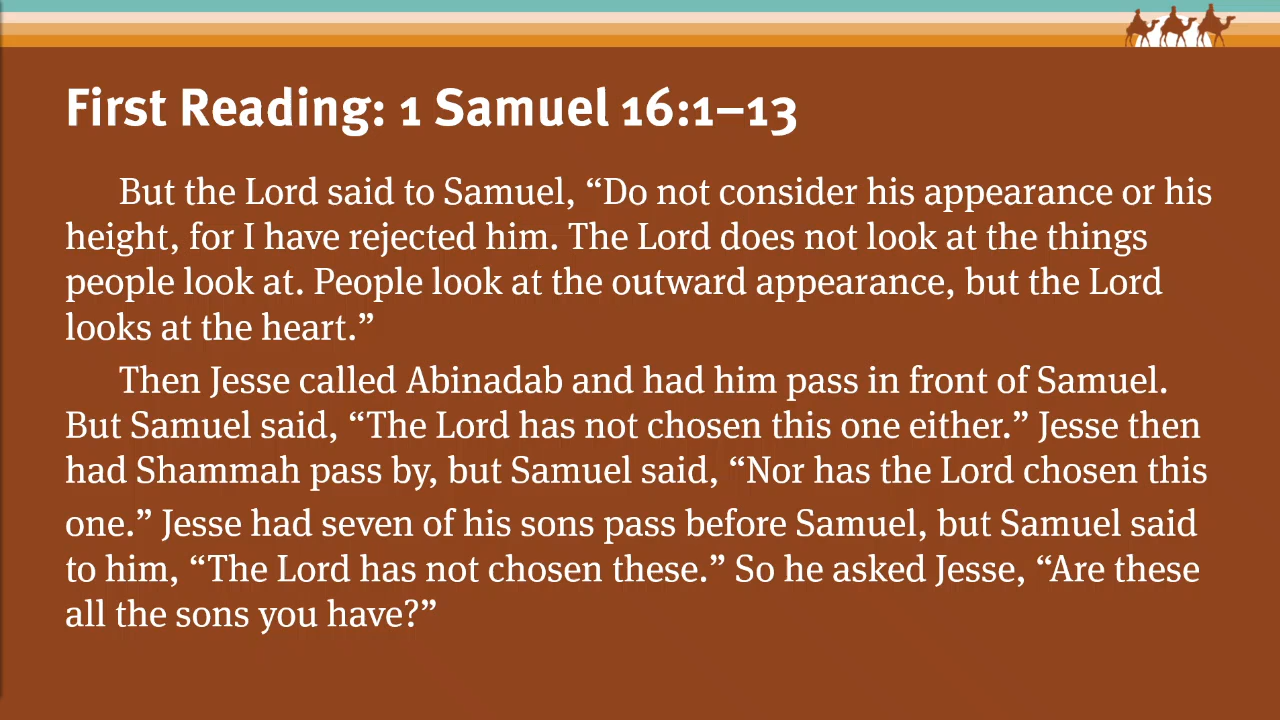 First Reading: 1 Samuel 16:1–13
But the Lord said to Samuel, “Do not consider his appearance or his
height, for I have rejected him. The Lord does not look at the things
people look at. People look at the outward appearance, but the Lord
looks at the heart.”
Then Jesse called Abinadab and had him pass in front of Samuel.
But Samuel said, “The Lord has not chosen this one either.” Jesse then
had Shammah pass by, but Samuel said, “Nor has the Lord chosen this
one.” Jesse had seven of his sons pass before Samuel, but Samuel said
to him, “The Lord has not chosen these.” So he asked Jesse, “Are these
all the sons you have?”